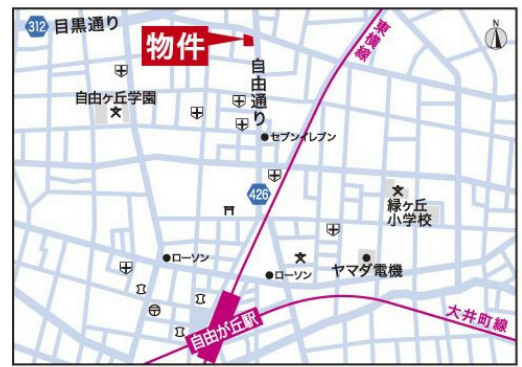 312 目黒通り
物件
N
東横線
自由通り
自由ヶ丘学園
セブンイレブン
426
緑ヶ丘
小学校
ローソン
ローソン
ヤマダ電機
自由が丘駅
大井町線